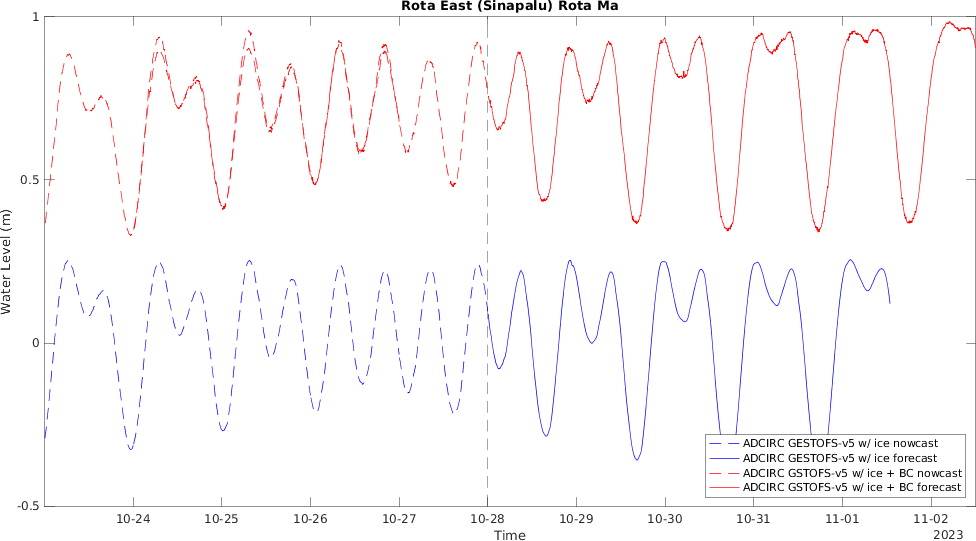 Rota East (Sinapalu) Rota Ma
1
0.5
0
-0.5
Water Level (m)
10-24 10-25 10-26 10-27 10-28 10-29 10-30 10-31 11-01 11-02
Time
2023
ADCIRC GESTOFS-v5 w/ ice nowcast
ADCIRC GESTOFS-v5 w/ ice forecast
ADCIRC GSTOFS-v5 w/ ice + BC nowcast
ADCIRC GSTOFS-v5 w/ ice + BC forecast